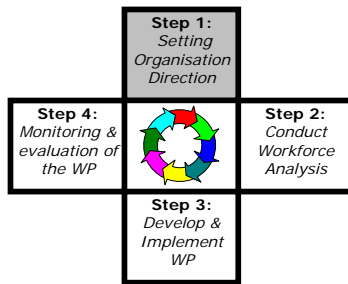 Step 1:
Setting
Organisation
Direction
Step 4:
Monitoring &
evaluation of
the WP
Step 2:
Conduct
Workforce
Analysis
Step 3:
Develop &
Implement
WP